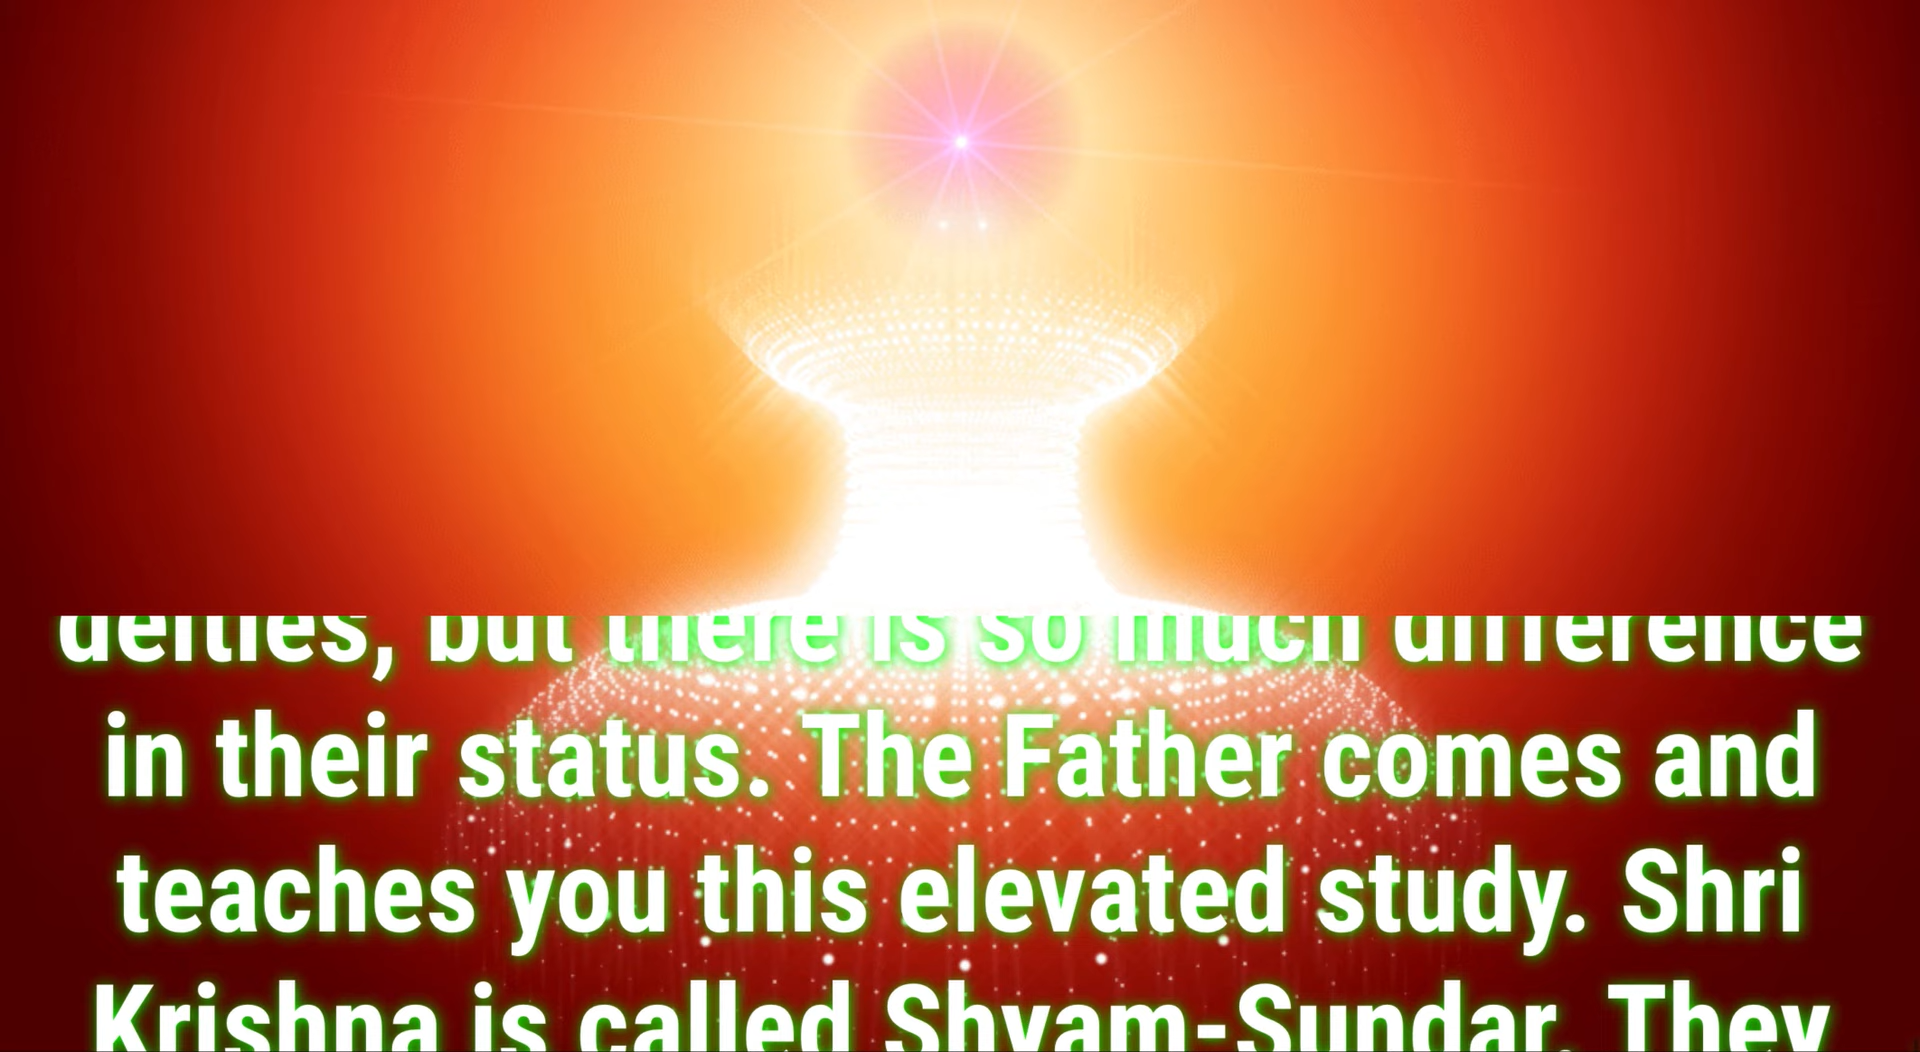 deities, but there is so much difference
in their status. The Father comes and
teaches you this elevated study. Shri
Krishna is called Shyam-Sundar. They